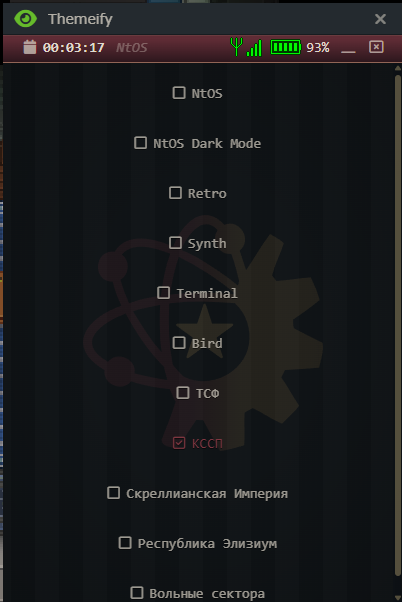 Themeify
00:03:17 NtOS 93%
NtOS
NtOS Dark Mode
Retro
Synth
Terminal
Bird
ТСФ
КССП
Скреллианская Империя
Республика Элизиум
Вольные сектора